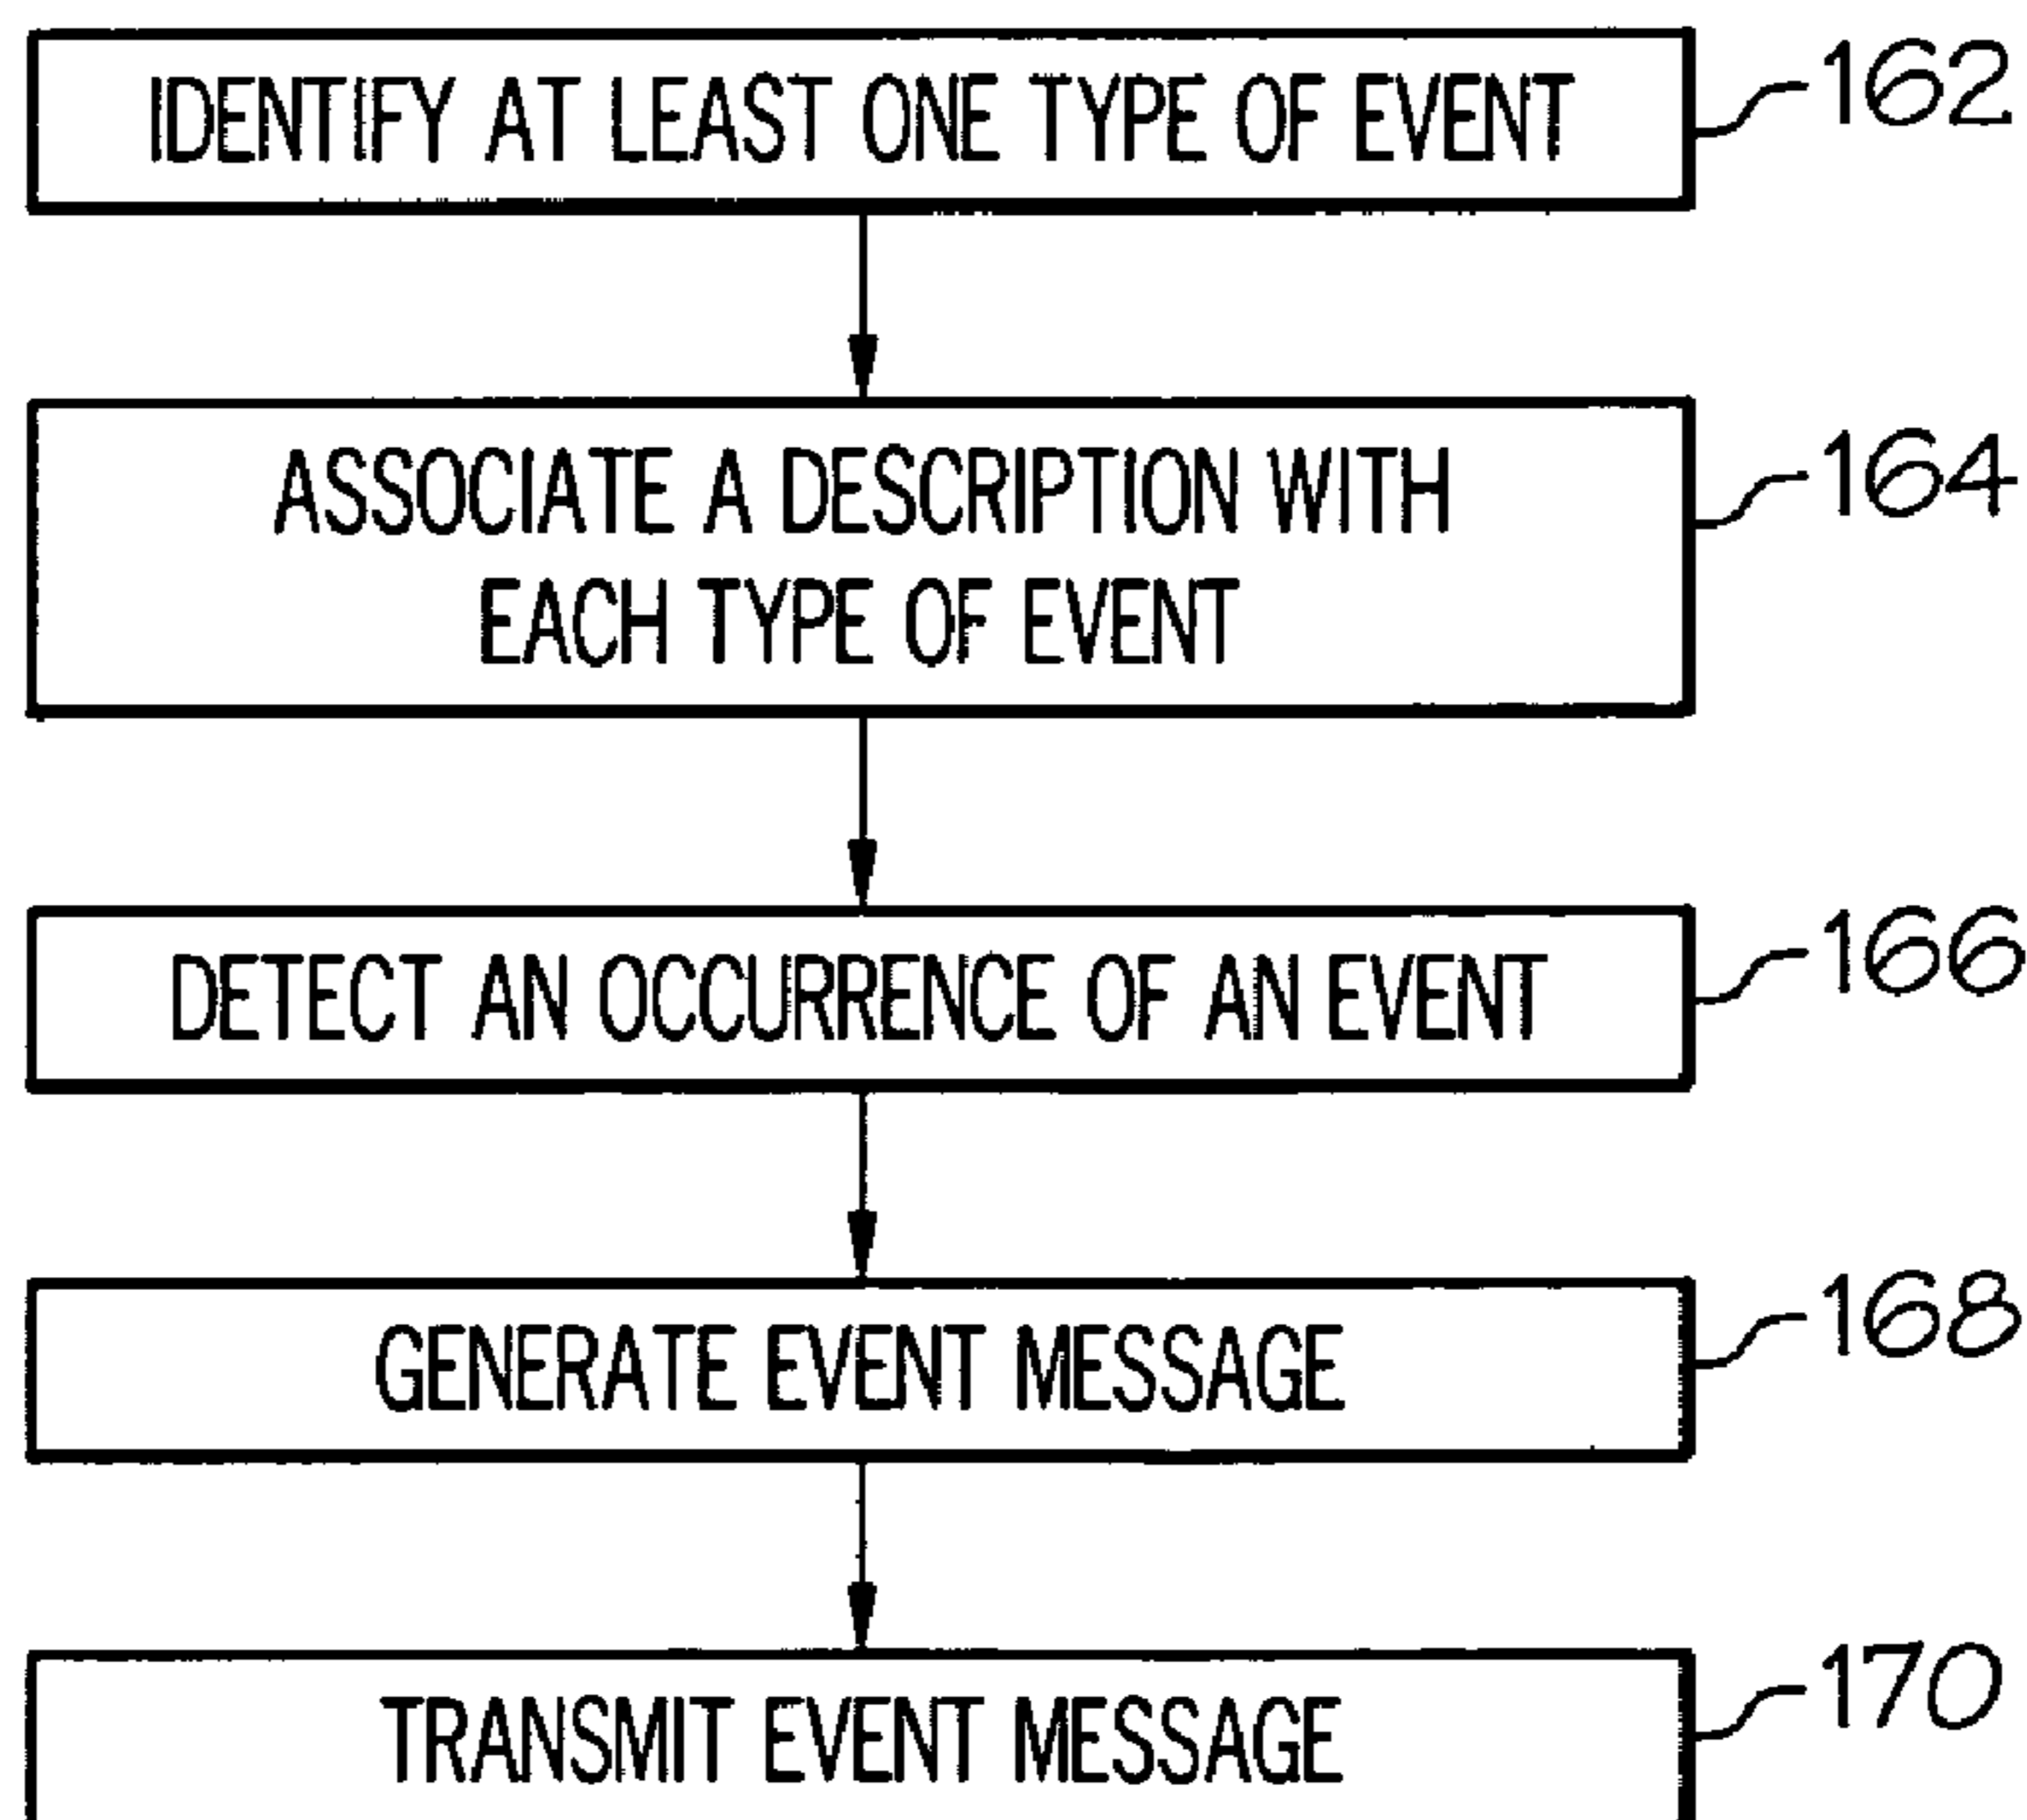 IDENTIFY AT LEAST ONE TYPE OF EVENT
162
ASSOCIATE A DESCRIPTION WITH
EACH TYPE OF EVENT
164
DETECT AN OCCURRENCE OF AN EVENT
166
GENERATE EVENT MESSAGE
168
TRANSMIT EVENT MESSAGE
170